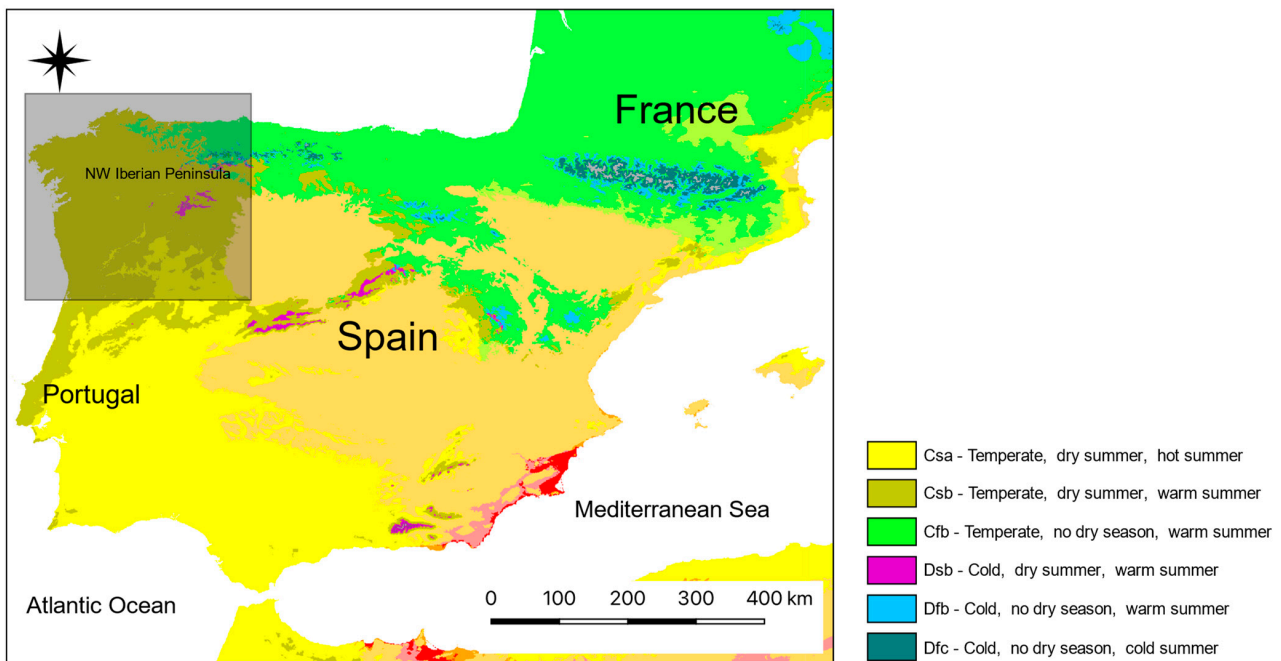 France
NW Iberian Peninsula
Spain
Portugal
Mediterranean Sea
Atlantic Ocean
0 100 200 300 400 km
Csa - Temperate, dry summer, hot summer
Csb - Temperate, dry summer, warm summer
Cfb - Temperate, no dry season, warm summer
Dsb - Cold, dry summer, warm summer
Dfb - Cold, no dry season, warm summer
Dfc - Cold, no dry season, cold summer